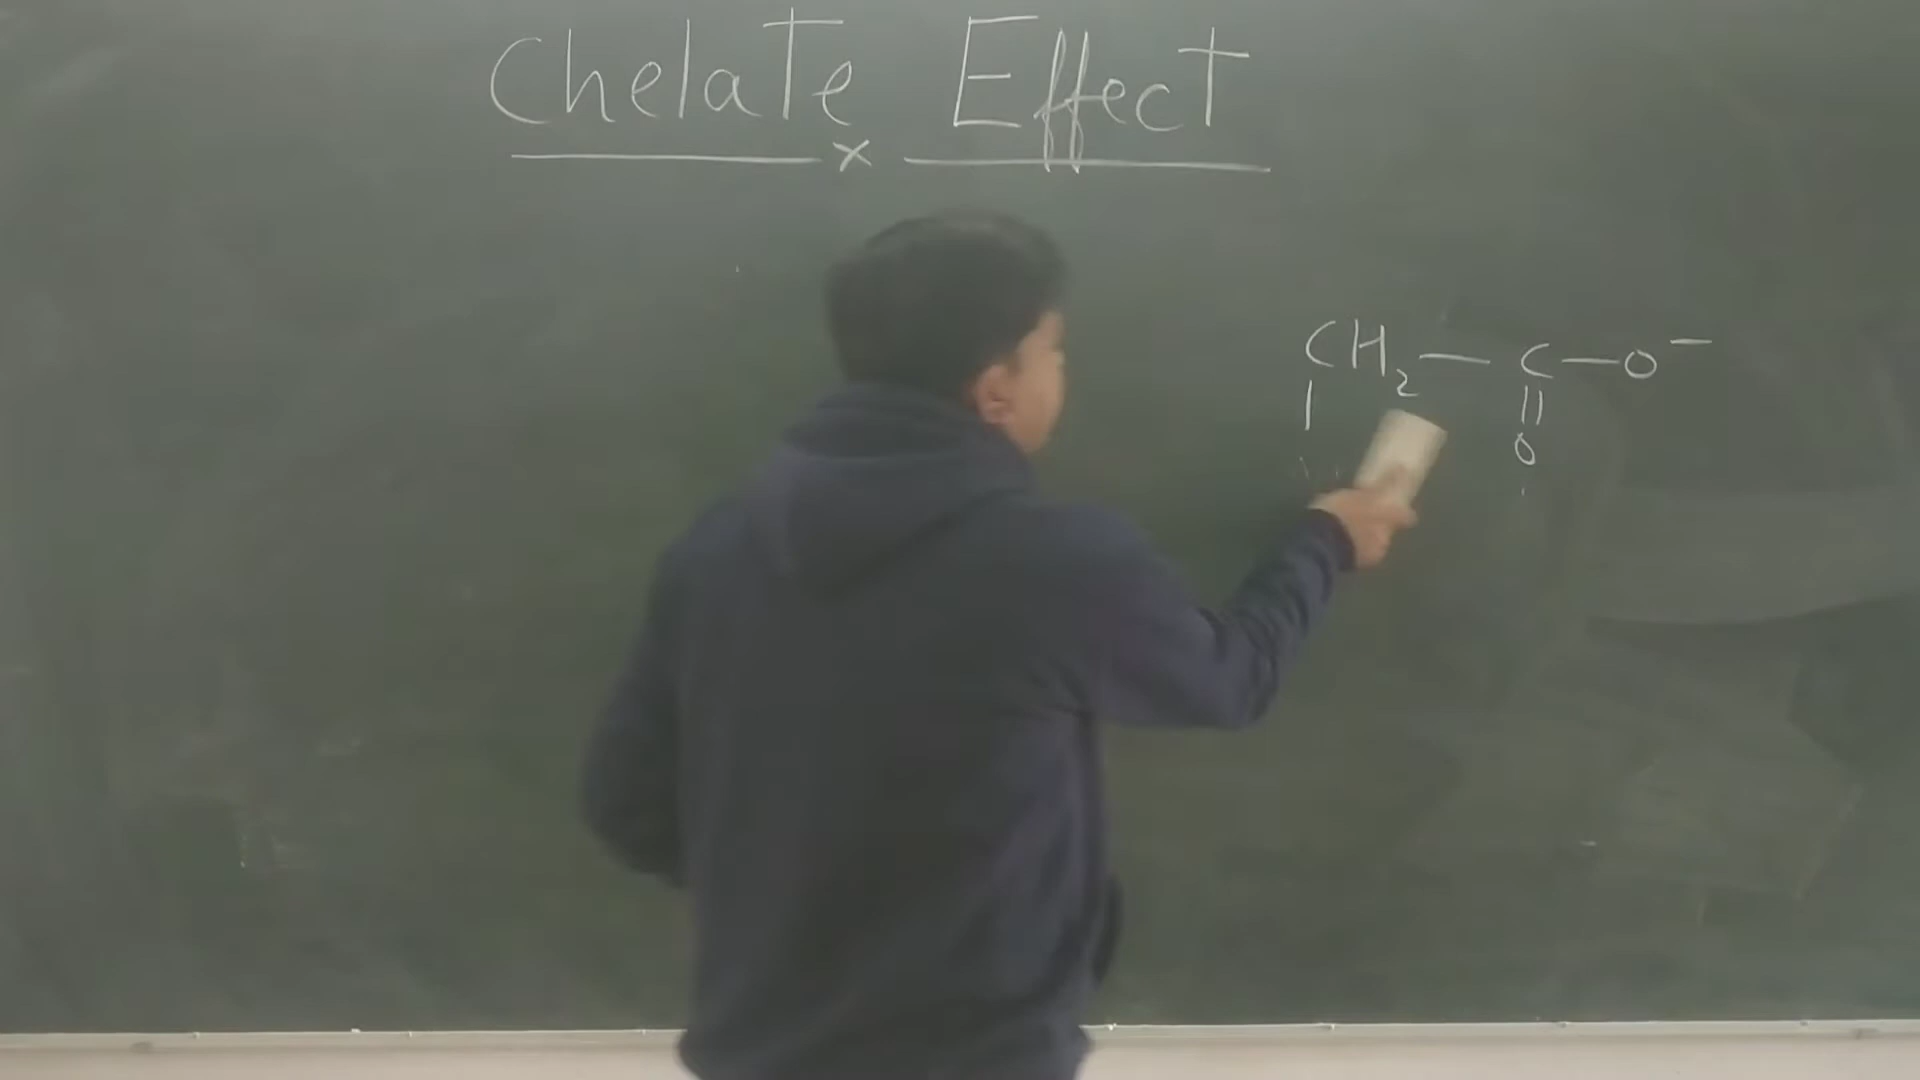 Chelate Effect
x
CH₂ — C — O⁻
| ||
O